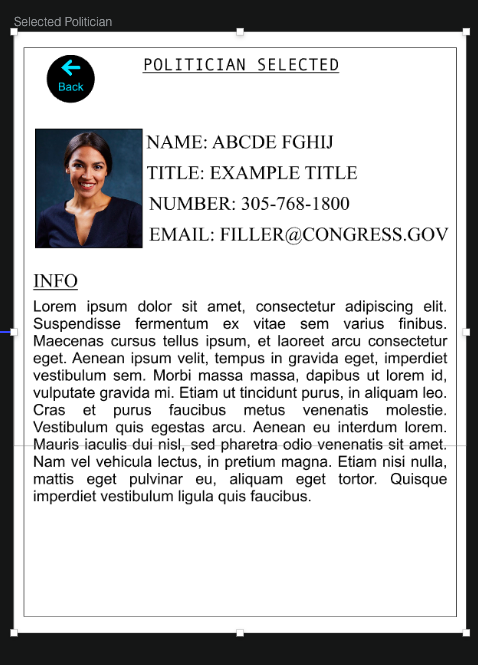 Selected Politician
POLITICIAN SELECTED
Back
NAME: ABCDE FGHIJ
TITLE: EXAMPLE TITLE
NUMBER: 305-768-1800
EMAIL: FILLER@CONGRESS.GOV
INFO
Lorem ipsum dolor sit amet, consectetur adipiscing elit.
Suspendisse fermentum ex vitae sem varius finibus.
Maecenas cursus tellus ipsum, et laoreet arcu consectetur
eget. Aenean ipsum velit, tempus in gravida eget, imperdiet
vestibulum sem. Morbi massa massa, dapibus ut lorem id,
vulputate gravida mi. Etiam ut tincidunt purus, in aliquam leo.
Cras et purus faucibus metus venenatis molestie.
Vestibulum quis egestas arcu. Aenean eu interdum lorem.
Mauris iaculis dui nisl, sed pharetra odio venenatis sit amet.
Nam vel vehicula lectus, in pretium magna. Etiam nisi nulla,
mattis eget pulvinar eu, aliquam eget tortor. Quisque
imperdiet vestibulum ligula quis faucibus.